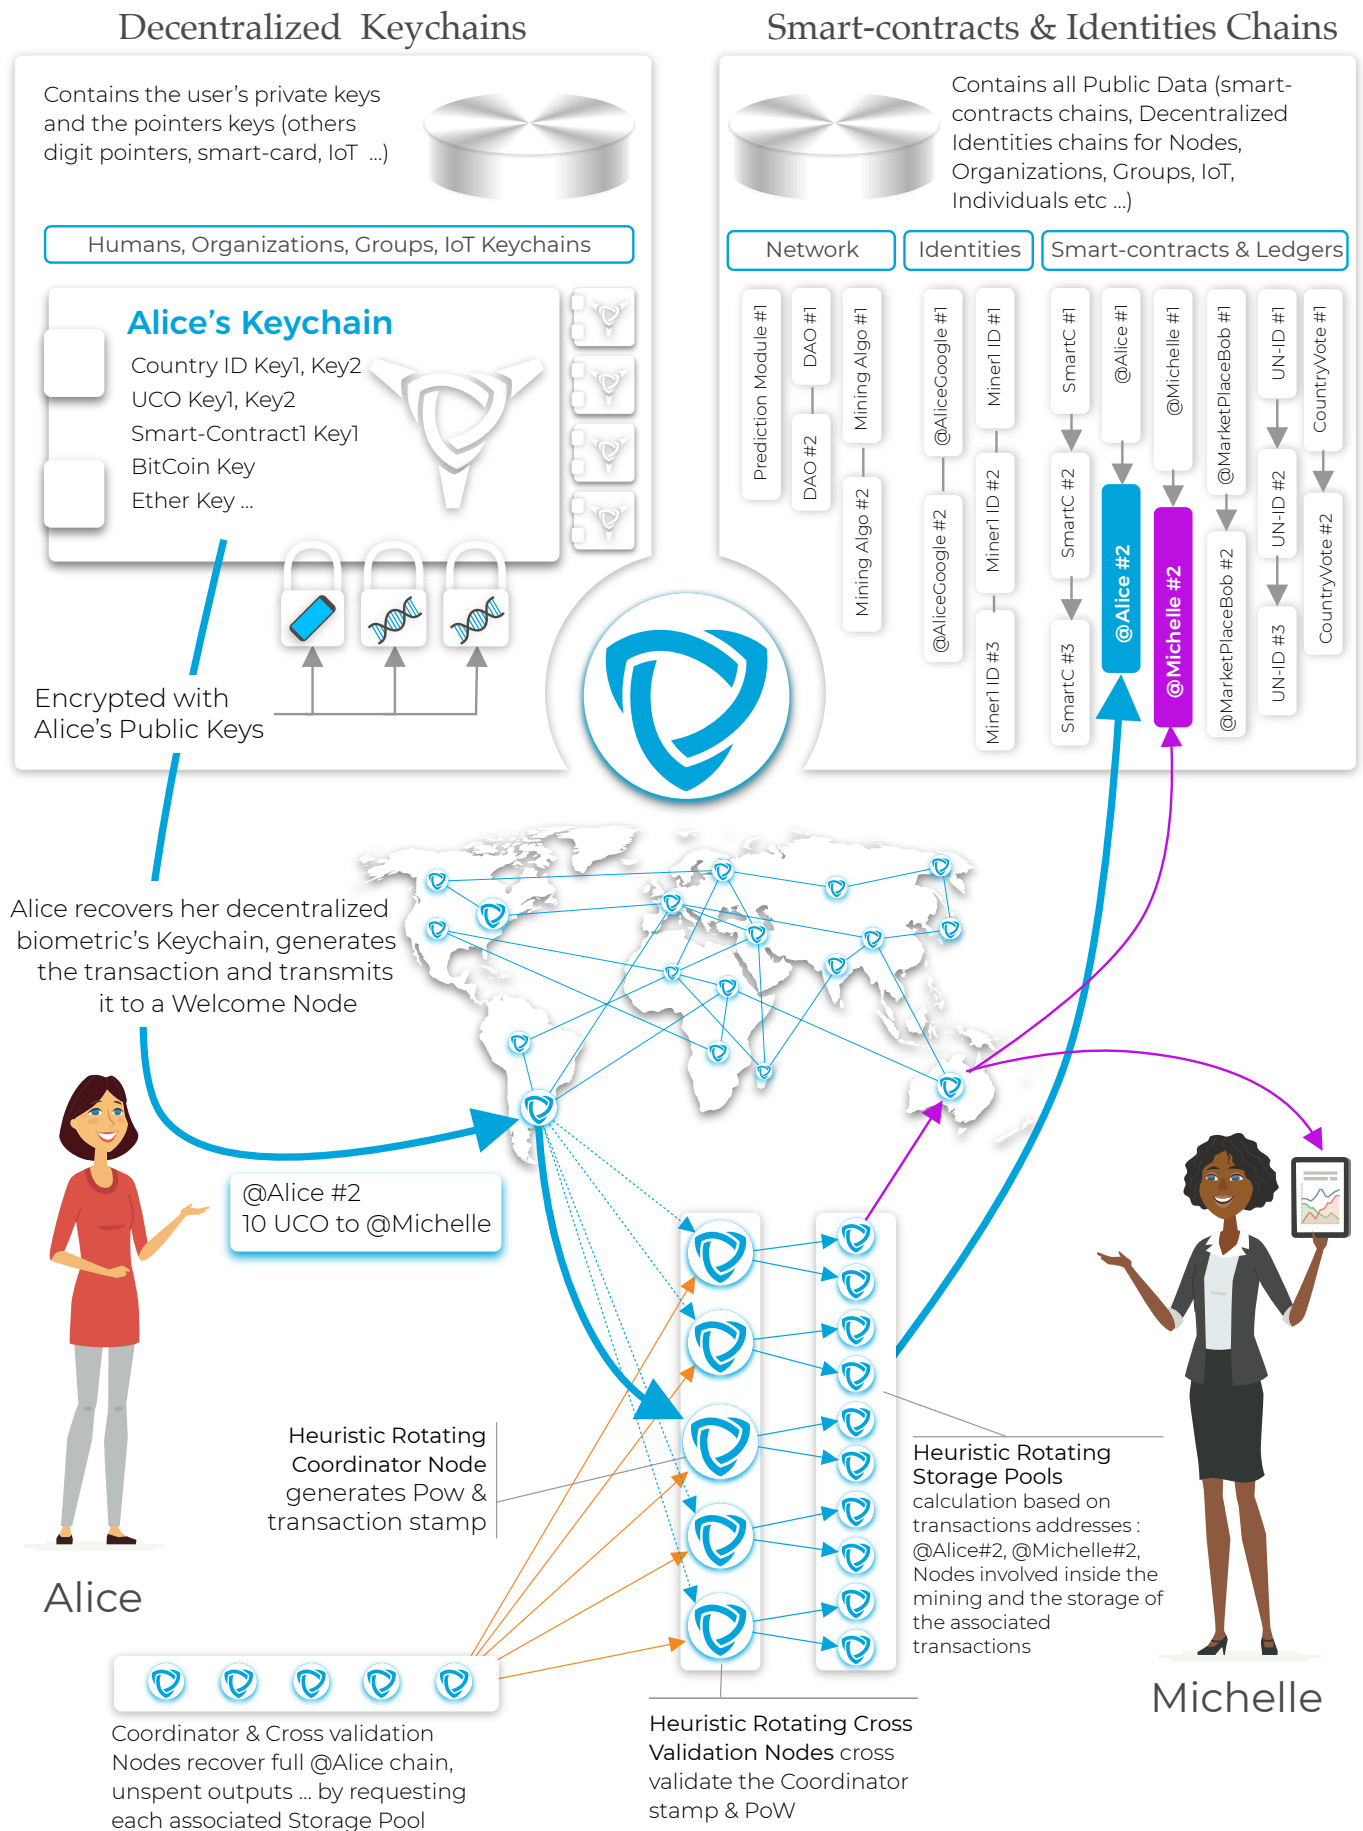 Decentralized Keychains
Contains the user's private keys
and the pointers keys (others
digit pointers, smart-card, IoT ...)
Humans, Organizations, Groups, IoT Keychains
Alice's Keychain
Country ID Key1, Key2
UCO Key1, Key2
Smart-Contract1 Key1
BitCoin Key
Ether Key ...
Encrypted with
Alice's Public Keys
Smart-contracts & Identities Chains
Contains all Public Data (smart-
contracts chains, Decentralized
Identities chains for Nodes,
Organizations, Groups, IoT,
Individuals etc ...)
Network
Identities
Smart-contracts & Ledgers
Prediction Module #1
DAO #1
DAO #2
Mining Algo #1
Mining Algo #2
@AliceGoogle #1
@AliceGoogle #2
Miner1 ID #1
Miner1 ID #2
Miner1 ID #3
SmartC #1
SmartC #2
SmartC #3
@Alice #1
@Alice #2
@Michelle #1
@Michelle #2
@MarketPlaceBob #1
@MarketPlaceBob #2
UN-ID #1
UN-ID #2
UN-ID #3
CountryVote #1
CountryVote #2
Alice recovers her decentralized
biometric's Keychain, generates
the transaction and transmits
it to a Welcome Node
@Alice #2
10 UCO to @Michelle
Heuristic Rotating
Coordinator Node
generates Pow &
transaction stamp
Alice
Heuristic Rotating
Storage Pools
calculation based on
transactions addresses :
@Alice#2, @Michelle#2,
Nodes involved inside the
mining and the storage of
the associated
transactions
Michelle
Coordinator & Cross validation
Nodes recover full @Alice chain,
unspent outputs ... by requesting
each associated Storage Pool
Heuristic Rotating Cross
Validation Nodes cross
validate the Coordinator
stamp & PoW